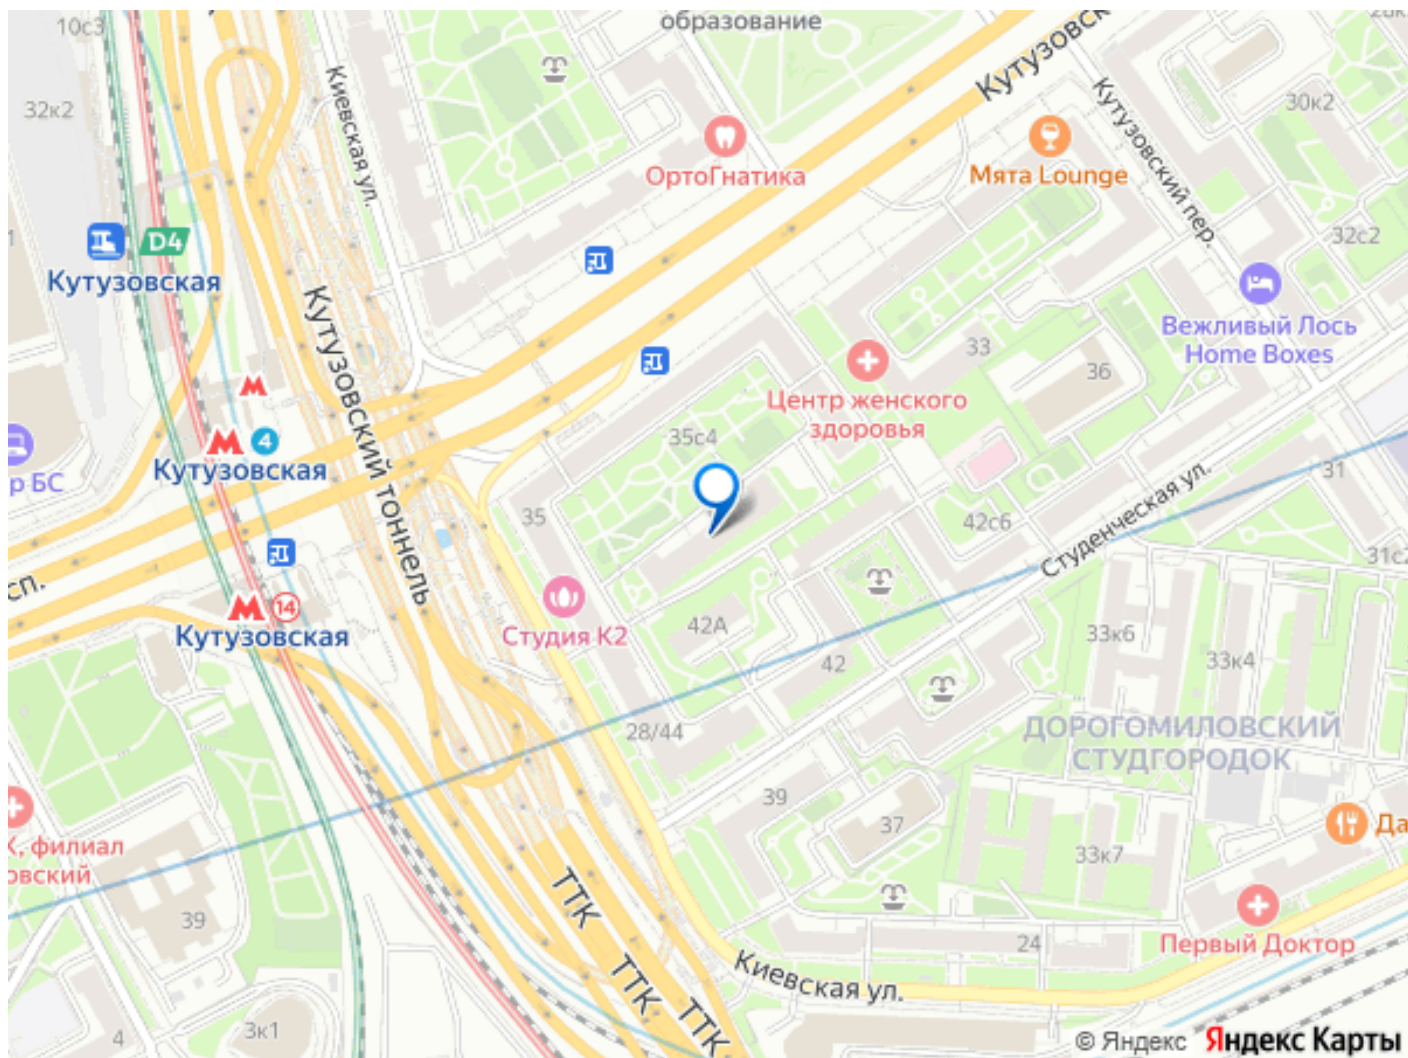 образование
10с3
32к2
Киевская ул.
Кутузовск
Кутузовский пер.
30к2
ОртоГнатика
Мята Lounge
32с2
D4
Кутузовская
Вежливый Лось
Home Boxes
Кутузовский тоннель
33
36
Центр женского
здоровья
35с4
4
Кутузовская
р БС
35
42с6
31
Студенческая ул.
31с2
сп.
14
Кутузовская
Студия К2
42А
42
33к6
33к4
28/44
ДОРОГОМИЛОВСКИЙ
СТУДГОРОДОК
39
37
33к7
Да
К, филиал
овский
39
ТТК
ТТК
ТТК
24
Первый Доктор
Киевская ул.
3к1
4
© Яндекс Яндекс Карты